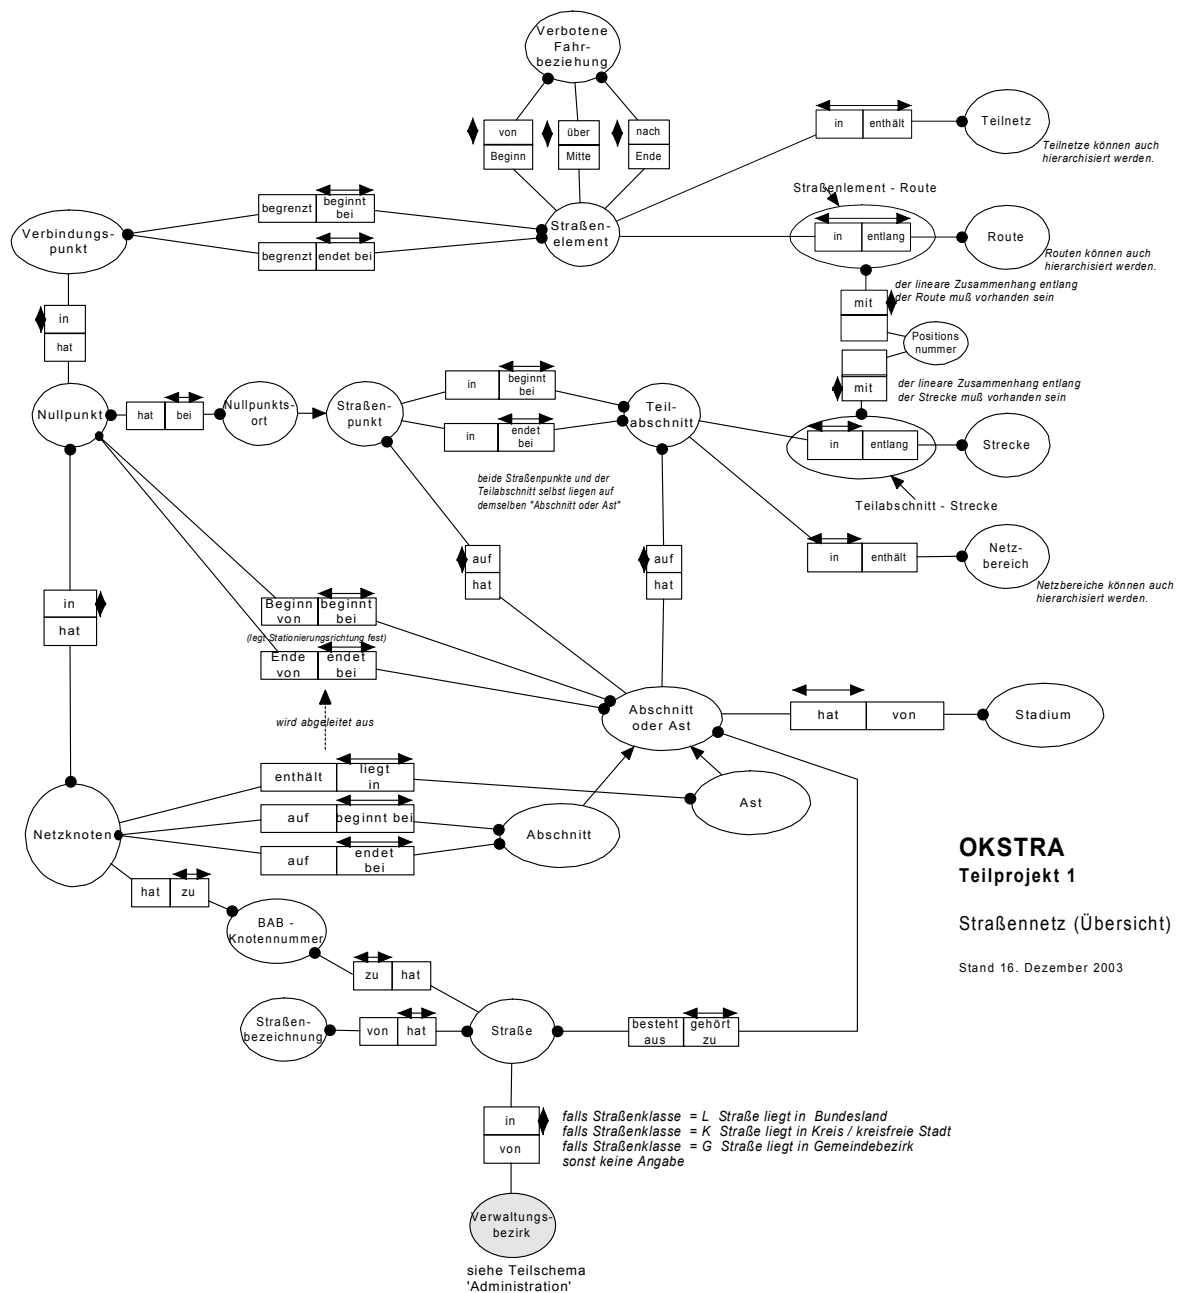 Verbotene
Fahr-
beziehung
von
Beginn
über
Mitte
nach
Ende
in
enthält
Teilnetz
Teilnetze können auch
hierarchisiert werden.
Straßenlement - Route
Verbindungs-
punkt
begrenzt
beginnt
bei
begrenzt
endet bei
Straßen-
element
in
entlang
Route
Routen können auch
hierarchisiert werden.
der lineare Zusammenhang entlang
der Route muß vorhanden sein
mit
Positions
nummer
mit
der lineare Zusammenhang entlang
der Strecke muß vorhanden sein
in
hat
Nullpunkt
hat
bei
Nullpunkts-
ort
Straßen-
punkt
in
beginnt
bei
in
endet
bei
Teil-
abschnitt
in
entlang
Strecke
Teilabschnitt - Strecke
beide Straßenpunkte und der
Teilabschnitt selbst liegen auf
demselben "Abschnitt oder Ast"
auf
hat
auf
hat
in
enthält
Netz-
bereich
Netzbereiche können auch
hierarchisiert werden.
in
hat
Beginn
von
beginnt
bei
(legt Stationierungsrichtung fest)
Ende
von
endet
bei
wird abgeleitet aus
Abschnitt
oder Ast
hat
von
Stadium
Netzknoten
enthält
liegt
in
Ast
auf
beginnt bei
Abschnitt
auf
endet
bei
OKSTRA
Teilprojekt 1
Straßennetz (Übersicht)
Stand 16. Dezember 2003
hat
zu
BAB -
Knotennummer
zu
hat
Straßen-
bezeichnung
von
hat
Straße
besteht
aus
gehört
zu
in
von
falls Straßenklasse = L Straße liegt in Bundesland
falls Straßenklasse = K Straße liegt in Kreis / kreisfreie Stadt
falls Straßenklasse = G Straße liegt in Gemeindebezirk
sonst keine Angabe
Verwaltungs-
bezirk
siehe Teilschema
'Administration'